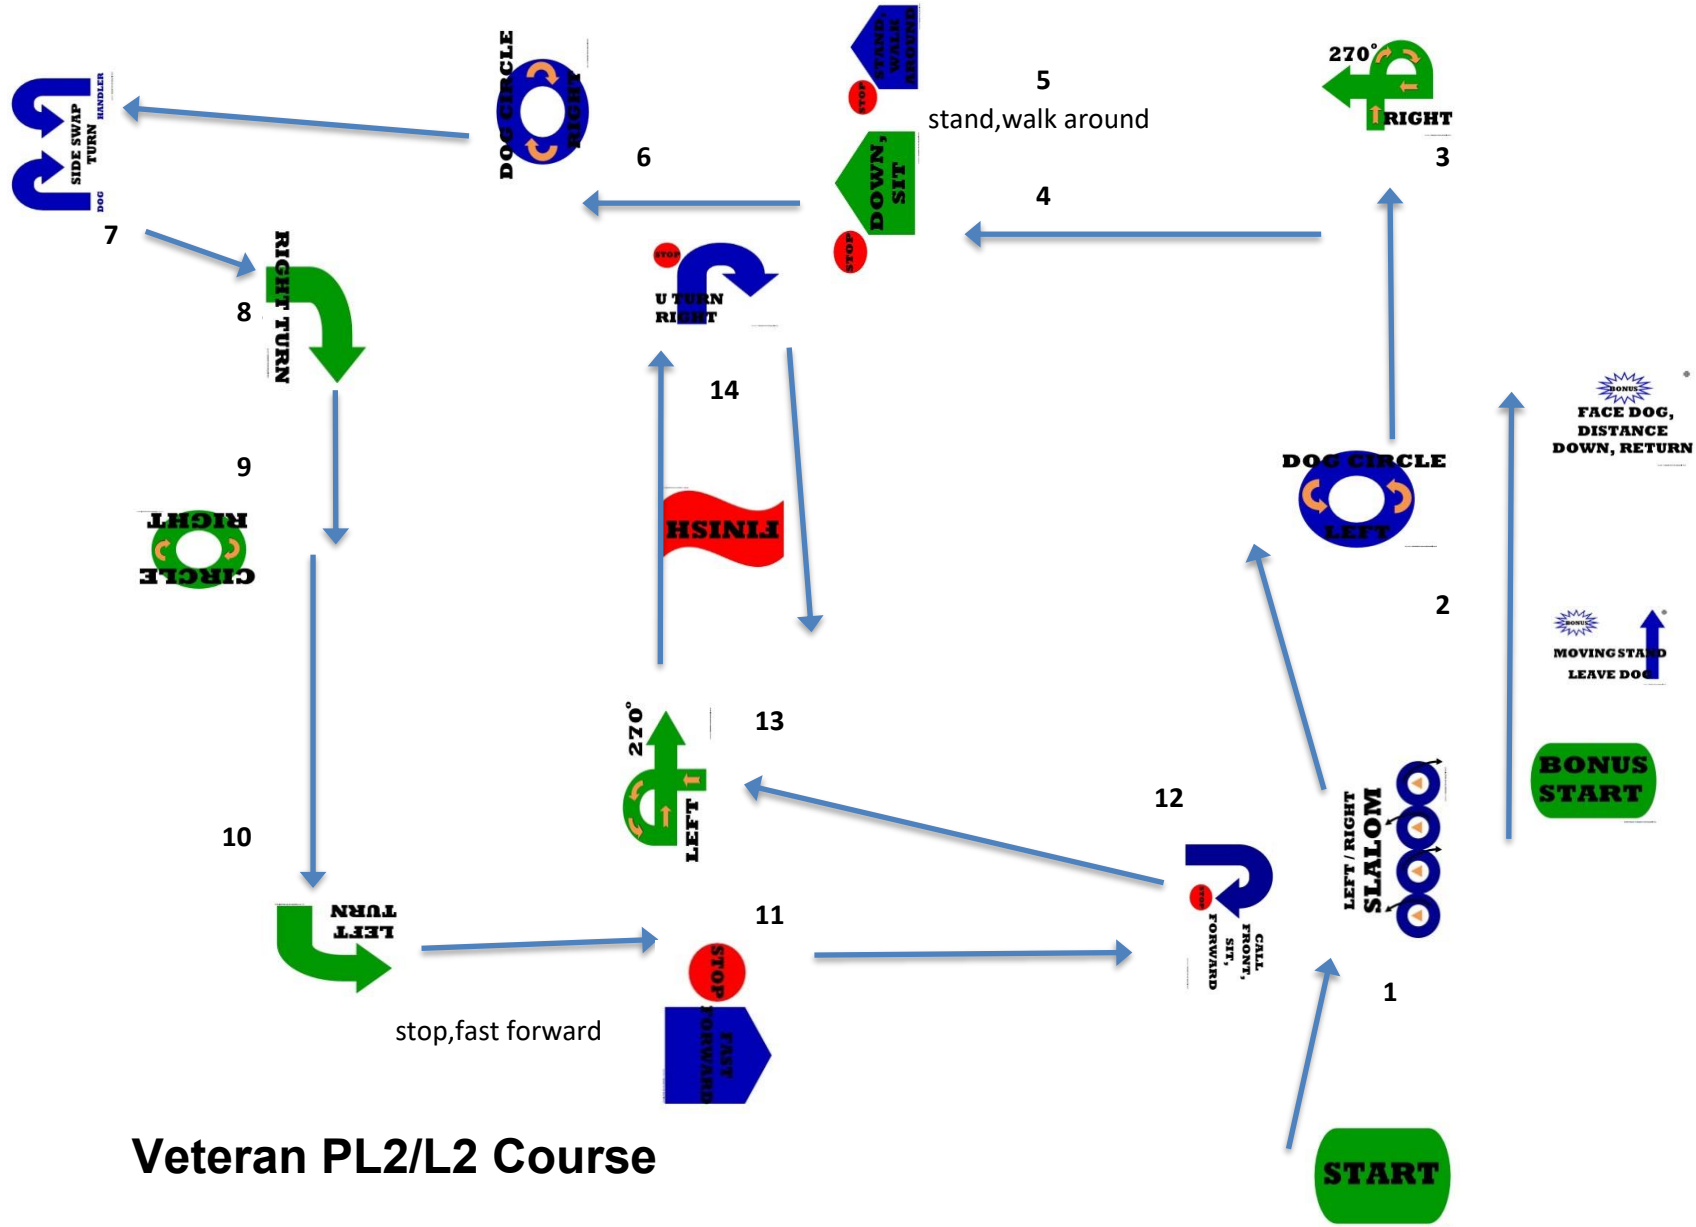 DOG CIRCLE
RIGHT
STOP
STAND,
WALK
AROUND
5
stand,walk around
270°
RIGHT
3
HANDLER
SIDE SWAP
TURN
DOG
7
6
STOP
DOWN,
SIT
4
RIGHT TURN
8
STOP
U TURN
RIGHT
14
BONUS
FACE DOG,
DISTANCE
DOWN, RETURN
9
CIRCLE
RIGHT
FINISH
DOG CIRCLE
LEFT
2
BONUS
MOVING STAND
LEAVE DOG
270°
LEFT
13
BONUS
START
12
LEFT / RIGHT
SLALOM
10
LEFT
TURN
11
STOP
FAST
FORWARD
stop,fast forward
STOP
CALL
FRONT,
SIT,
FORWARD
1
START
Veteran PL2/L2 Course